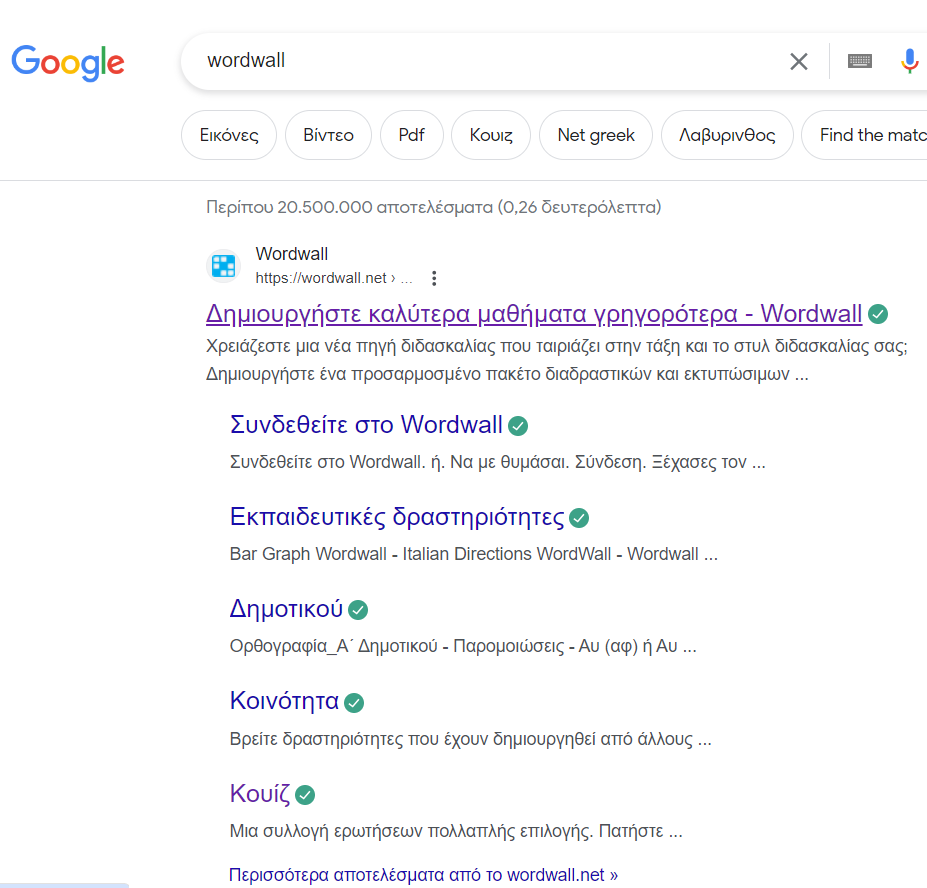 Google
wordwall
Εικόνες
Βίντεο
Pdf
Κουιζ
Net greek
Λαβυρινθος
Find the matc
Περίπου 20.500.000 αποτελέσματα (0,26 δευτερόλεπτα)
Wordwall
https://wordwall.net › ...
Δημιουργήστε καλύτερα μαθήματα γρηγορότερα - Wordwall
Χρειάζεστε μια νέα πηγή διδασκαλίας που ταιριάζει στην τάξη και το στυλ διδασκαλίας σας;
Δημιουργήστε ένα προσαρμοσμένο πακέτο διαδραστικών και εκτυπώσιμων ...
Συνδεθείτε στο Wordwall
Συνδεθείτε στο Wordwall. ή. Να με θυμάσαι. Σύνδεση. Ξέχασες τον ...
Εκπαιδευτικές δραστηριότητες
Bar Graph Wordwall - Italian Directions WordWall - Wordwall ...
Δημοτικού
Ορθογραφία_Α΄ Δημοτικού - Παρομοιώσεις - Αυ (αφ) ή Αυ ...
Κοινότητα
Βρείτε δραστηριότητες που έχουν δημιουργηθεί από άλλους ...
Κουίζ
Μια συλλογή ερωτήσεων πολλαπλής επιλογής. Πατήστε ...
Περισσότερα αποτελέσματα από το wordwall.net »